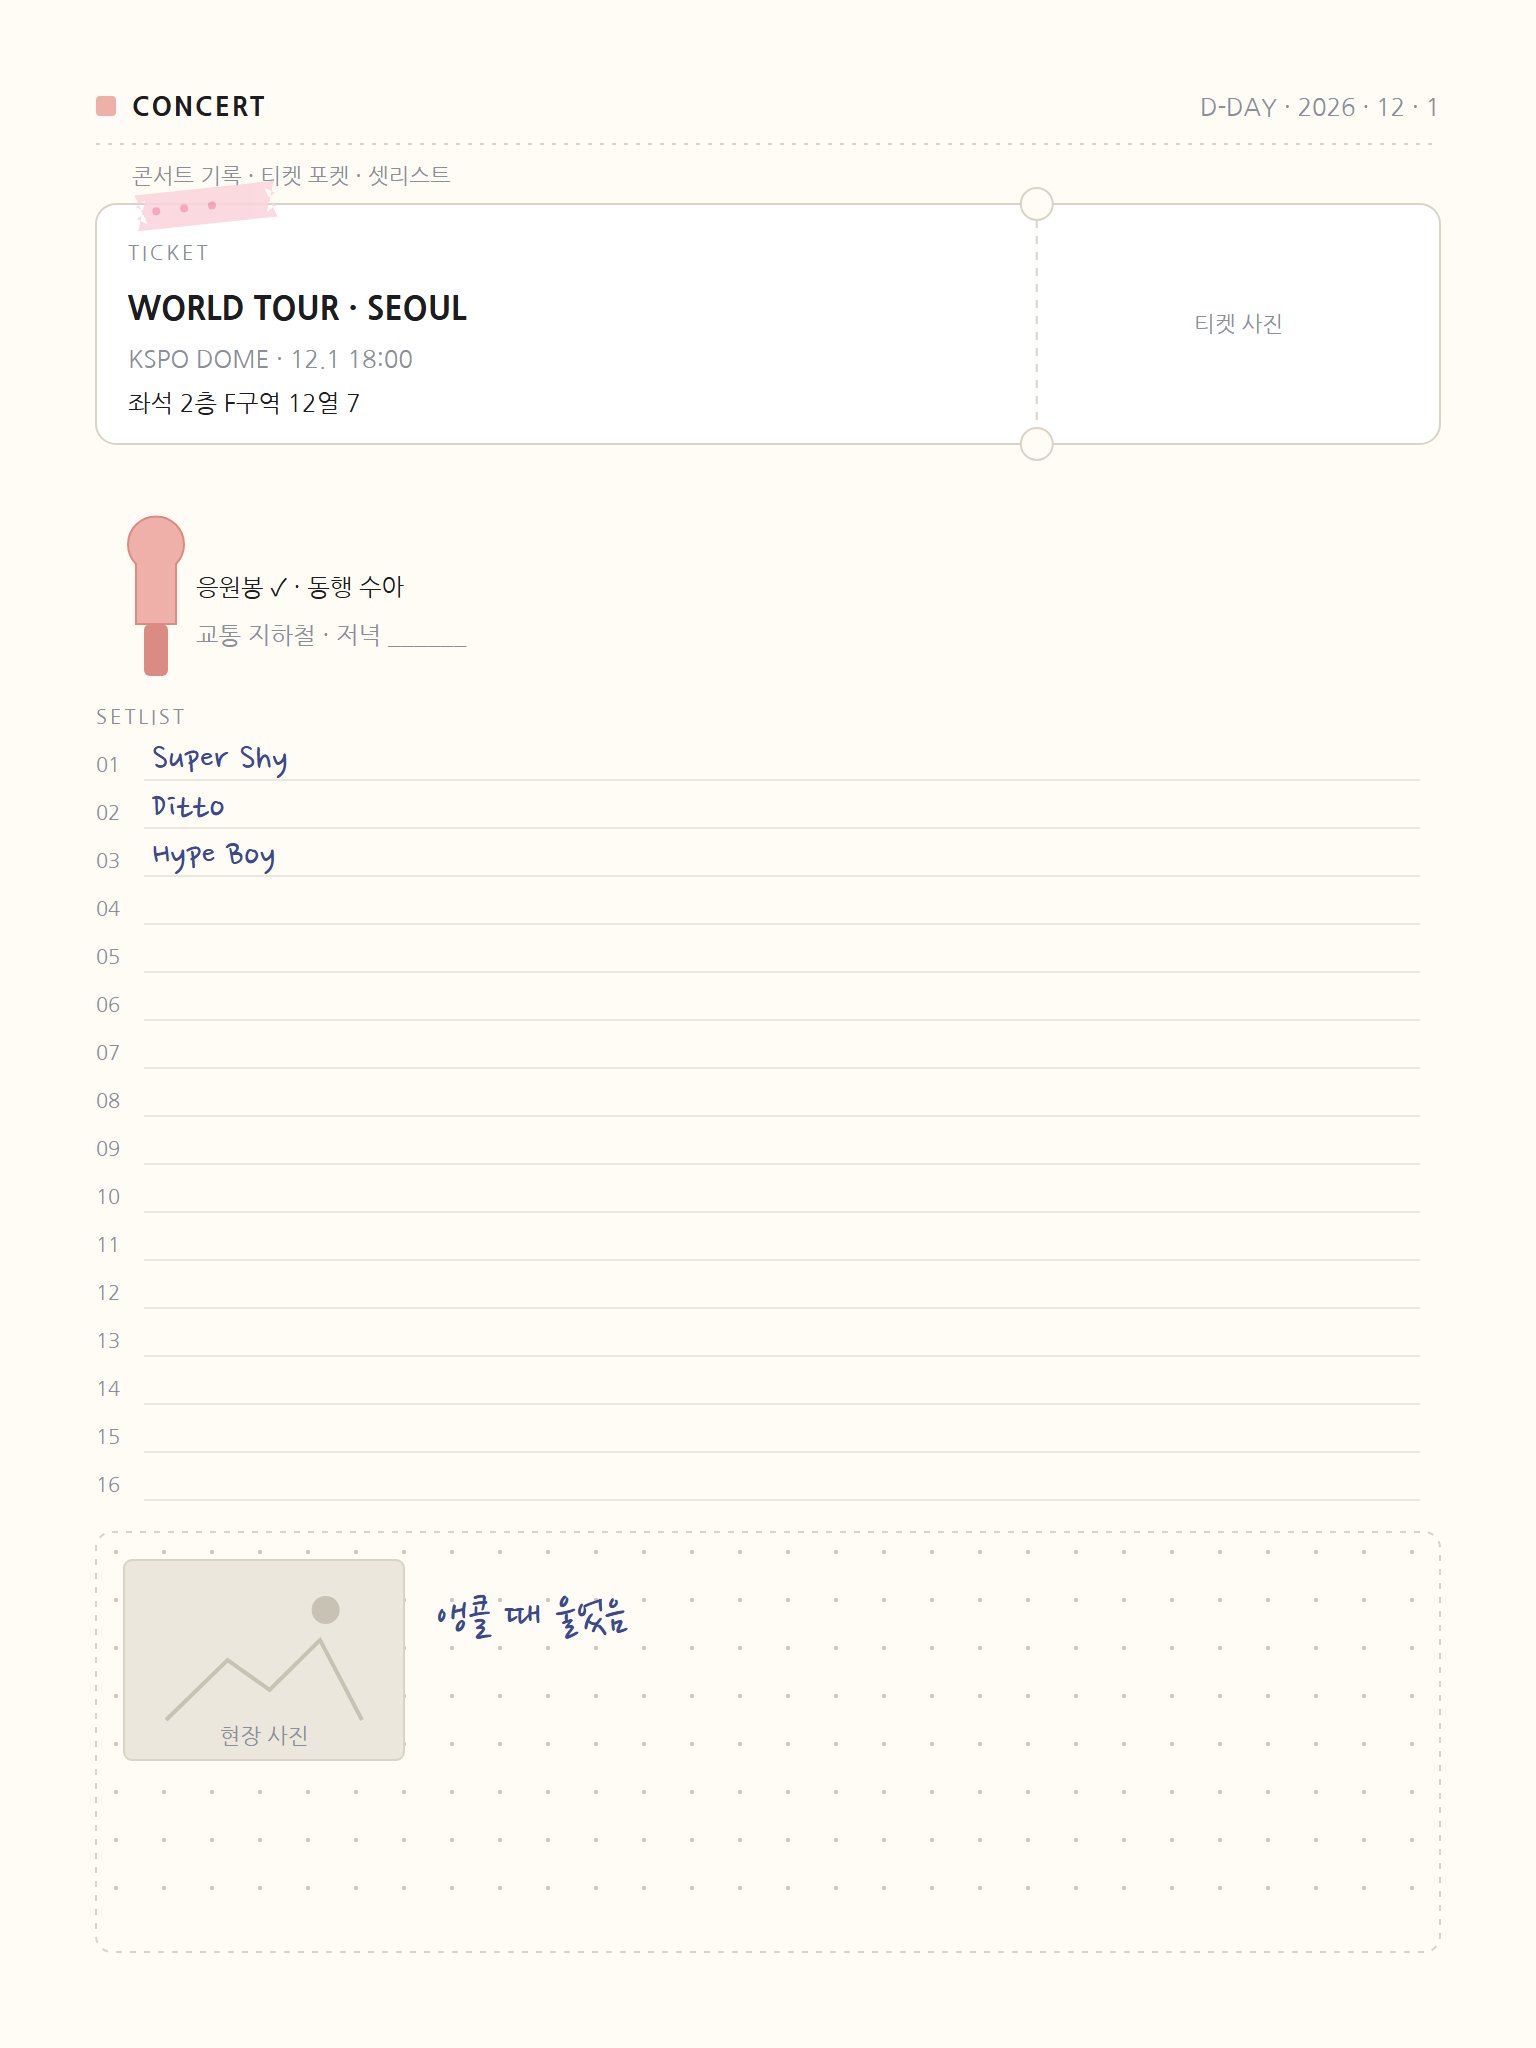 CONCERT
D-DAY · 2026 · 12 · 1
콘서트 기록 · 티켓 포켓 · 셋리스트
TICKET
WORLD TOUR · SEOUL
KSPO DOME · 12.1 18:00
좌석 2층 F구역 12열 7
티켓 사진
응원봉 ✓ · 동행 수아
교통 지하철 · 저녁 ______
SETLIST
01 Super Shy
02 Ditto
03 Hype Boy
04
05
06
07
08
09
10
11
12
13
14
15
16
앵콜 때 울었음
현장 사진